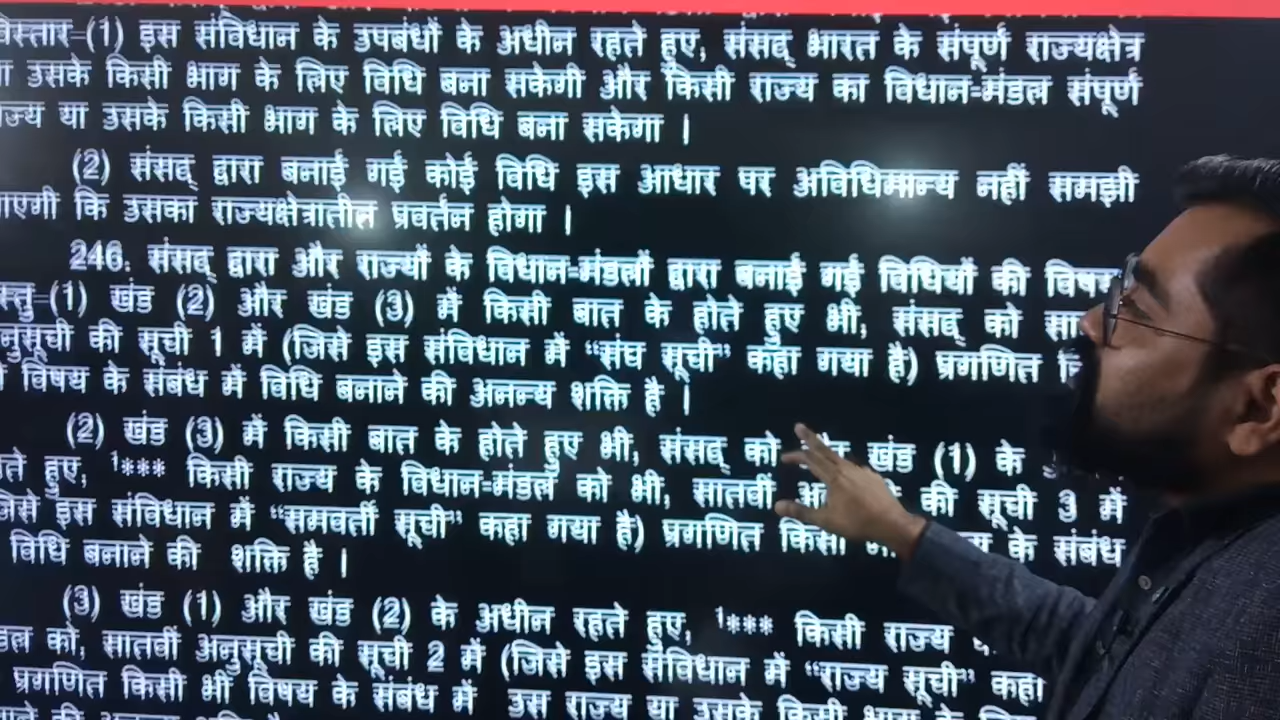 वस्तार–(1) इस संविधान के उपबंधों के अधीन रहते हुए, संसद् भारत के संपूर्ण राज्यक्षेत्र
उसके किसी भाग के लिए विधि बना सकेगी और किसी राज्य का विधान-मंडल संपूर्ण
ज्य या उसके किसी भाग के लिए विधि बना सकेगा ।
(2) संसद् द्वारा बनाई गई कोई विधि इस आधार पर अविधिमान्य नहीं समझी
ाएगी कि उसका राज्यक्षेत्रातीत प्रवर्तन होगा ।
246. संसद् द्वारा और राज्यों के विधान-मंडलों द्वारा बनाई गई विधियों की विषय
स्तु–(1) खंड (2) और खंड (3) में किसी बात के होते हुए भी, संसद् को सा
नुसूची की सूची 1 में (जिसे इस संविधान में “संघ सूची” कहा गया है) प्रगणित
विषय के संबंध में विधि बनाने की अनन्य शक्ति है ।
(2) खंड (3) में किसी बात के होते हुए भी, संसद् को और खंड (1) के
ते हुए, ¹*** किसी राज्य के विधान-मंडल को भी, सातवीं की सूची 3 में
जिसे इस संविधान में “समवर्ती सूची” कहा गया है) प्रगणित किसी के संबंध
विधि बनाने की शक्ति है ।
(3) खंड (1) और खंड (2) के अधीन रहते हुए, ¹*** किसी राज्य
डल को, सातवीं अनुसूची की सूची 2 में (जिसे इस संविधान में “राज्य सूची” कहा
प्रगणित किसी भी विषय के संबंध में उस राज्य या उसके किसी भाग के लिए